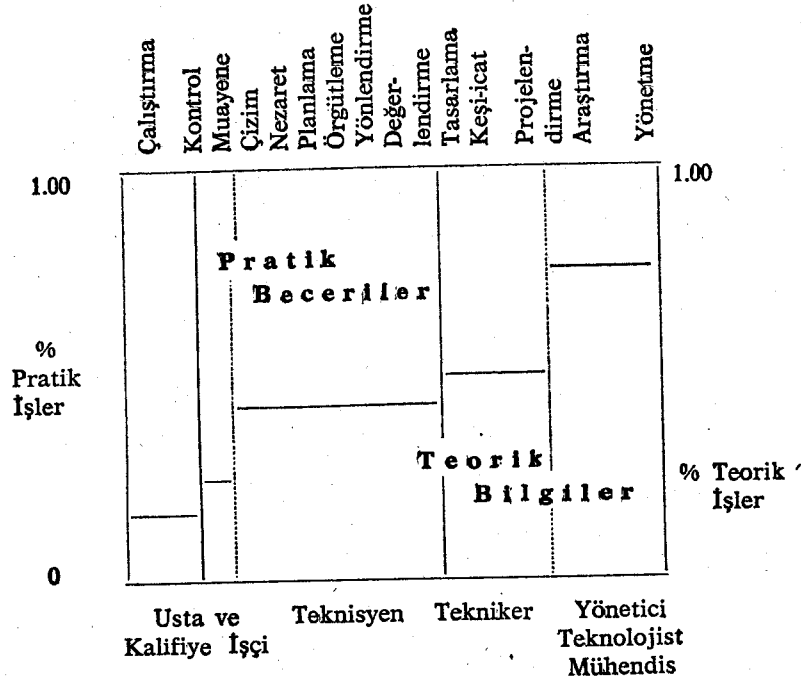 Çalıştırma
Kontrol
Muayene
Çizim
Nezaret
Planlama
Örgütleme
Yönlendirme
Değer-
lendirme
Tasarlama
Keşi-icat
Projelen-
dirme
Araştırma
Yönetme
1.00
1.00
Pratik
Beceriler
%
Pratik
İşler
Teorik
Bilgiler
% Teorik
İşler
0
Usta ve
Kalifiye İşçi
Teknisyen
Tekniker
Yönetici
Teknolojist
Mühendis